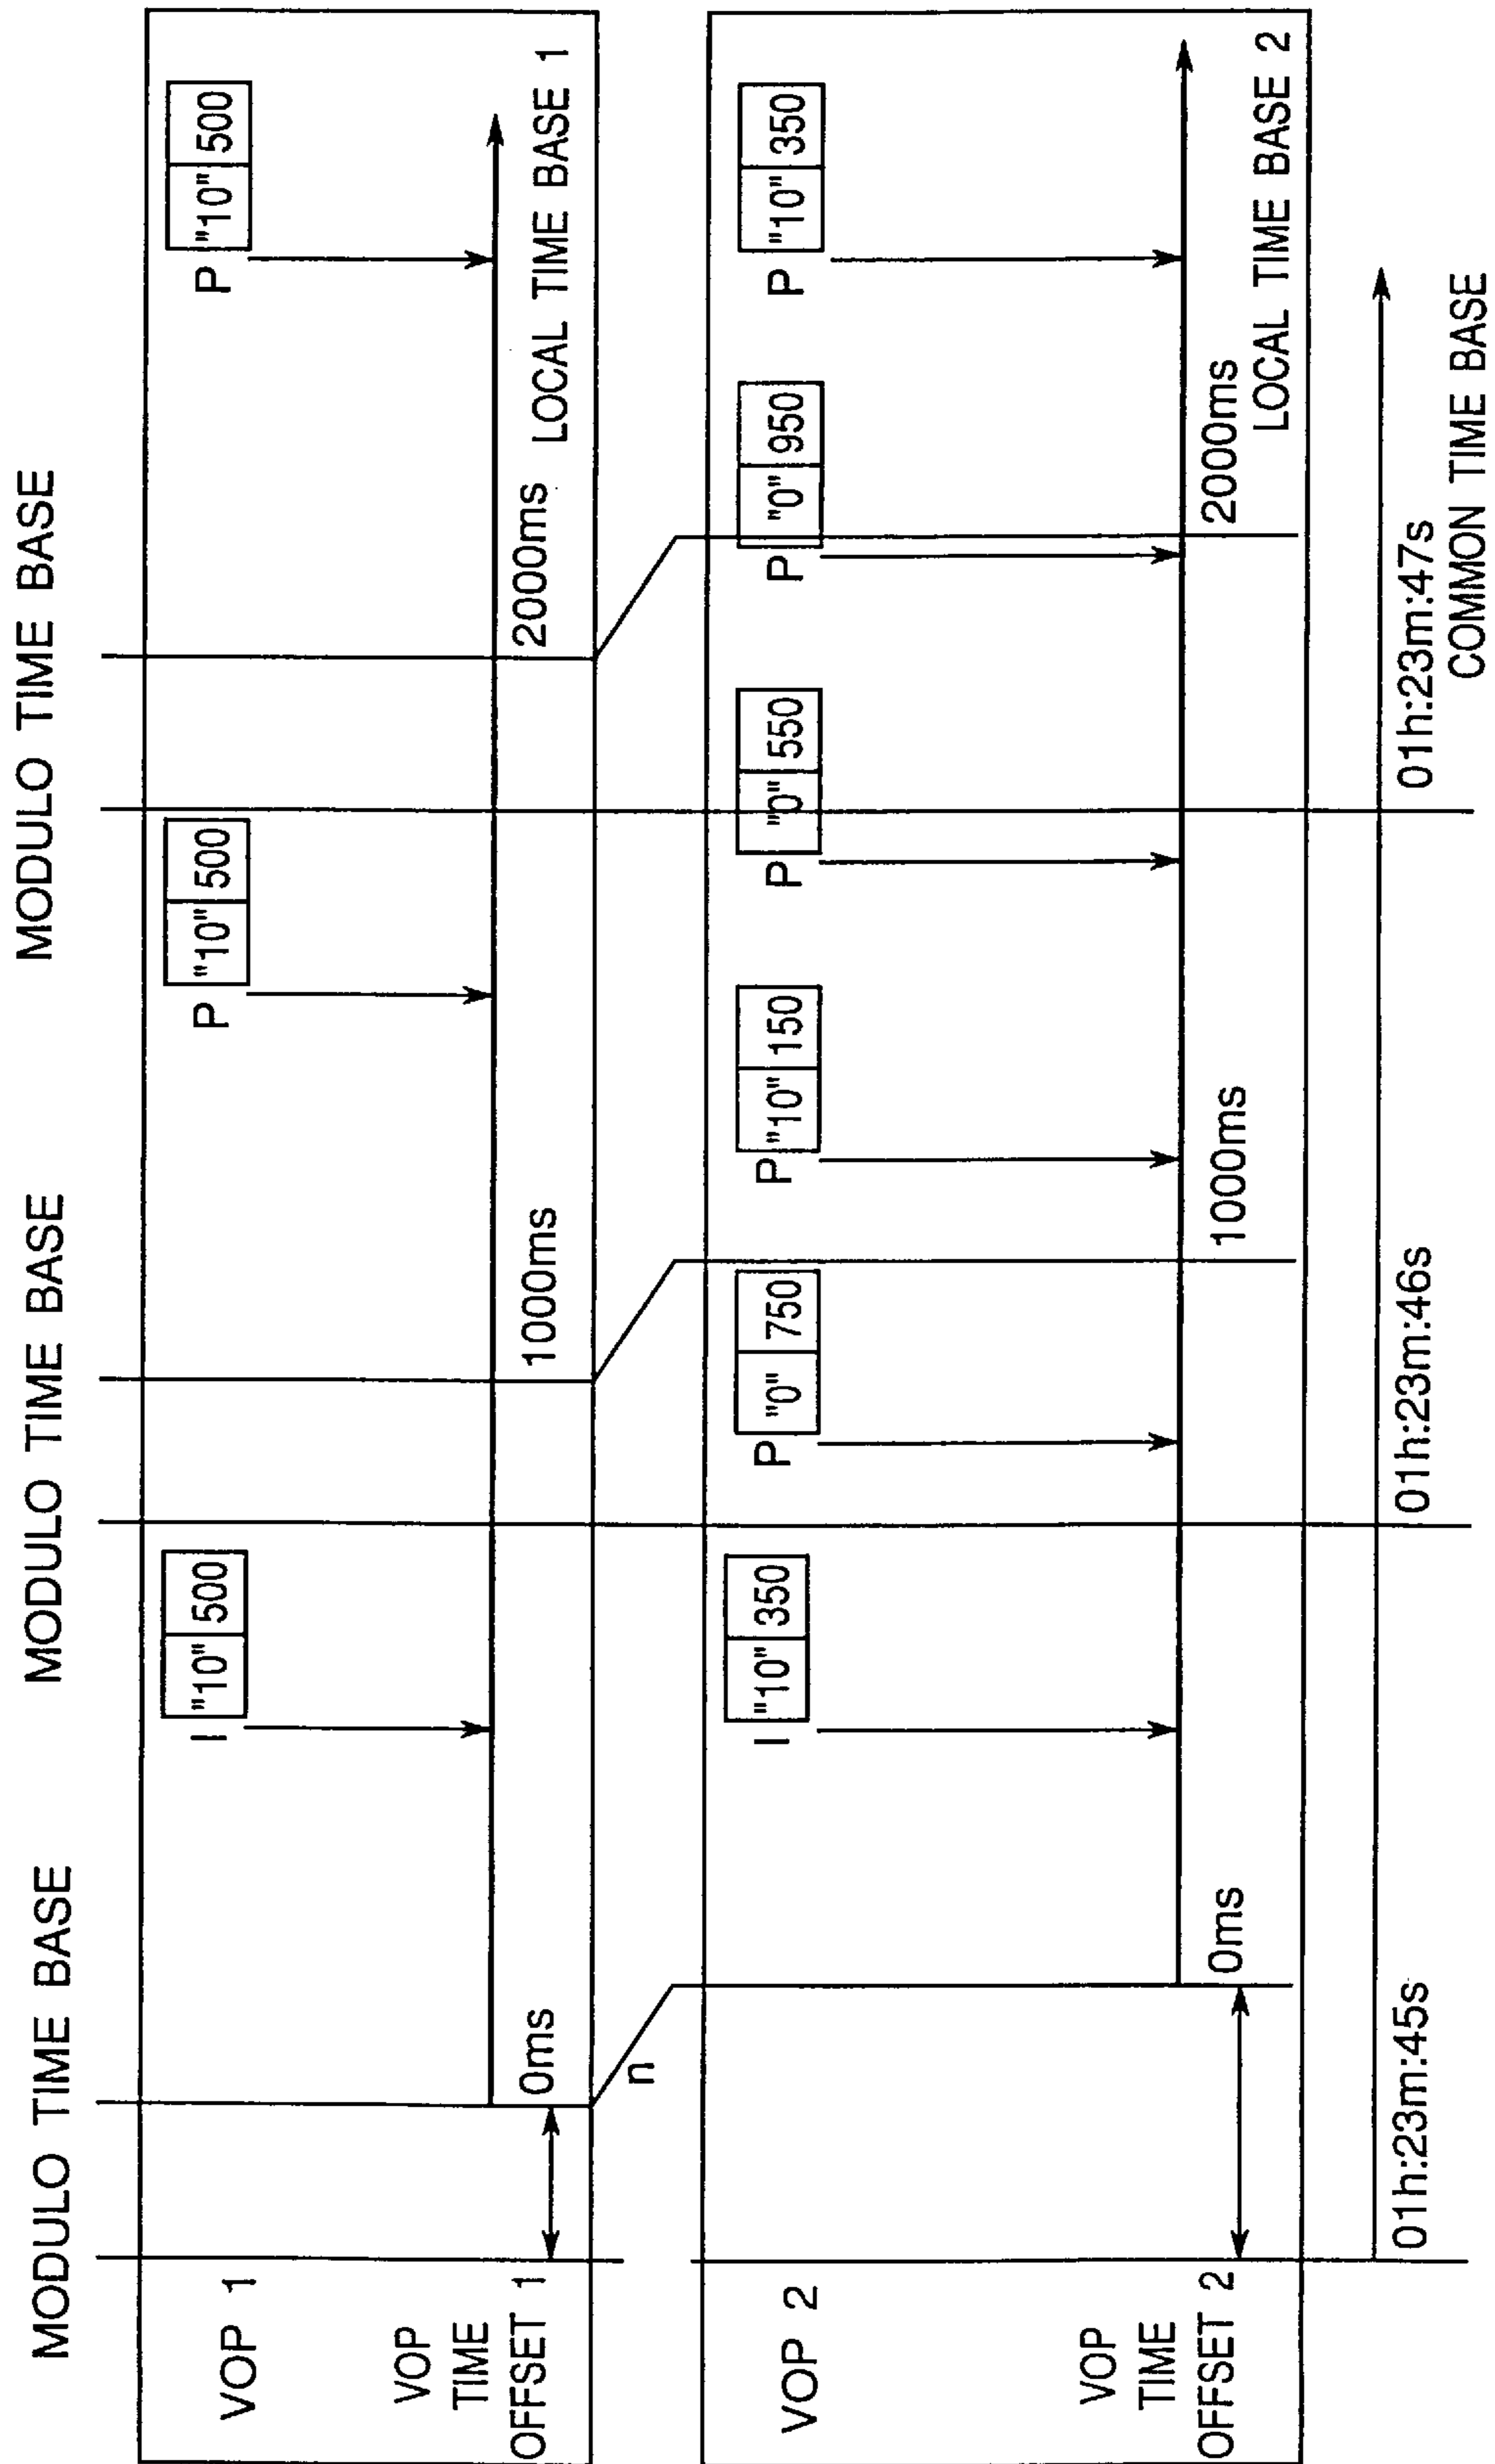 MODULO TIME BASE
MODULO TIME BASE
MODULO TIME BASE
VOP 1
I "10" 500
P "10" 500
P "10" 500
VOP
TIME
OFFSET 1
0ms
1000ms
2000ms
LOCAL TIME BASE 1
n
VOP 2
I "10" 350
P "0" 750
P "10" 150
P "0" 550
P "0" 950
P "10" 350
VOP
TIME
OFFSET 2
0ms
1000ms
2000ms
LOCAL TIME BASE 2
01h:23m:45s
01h:23m:46s
01h:23m:47s
COMMON TIME BASE